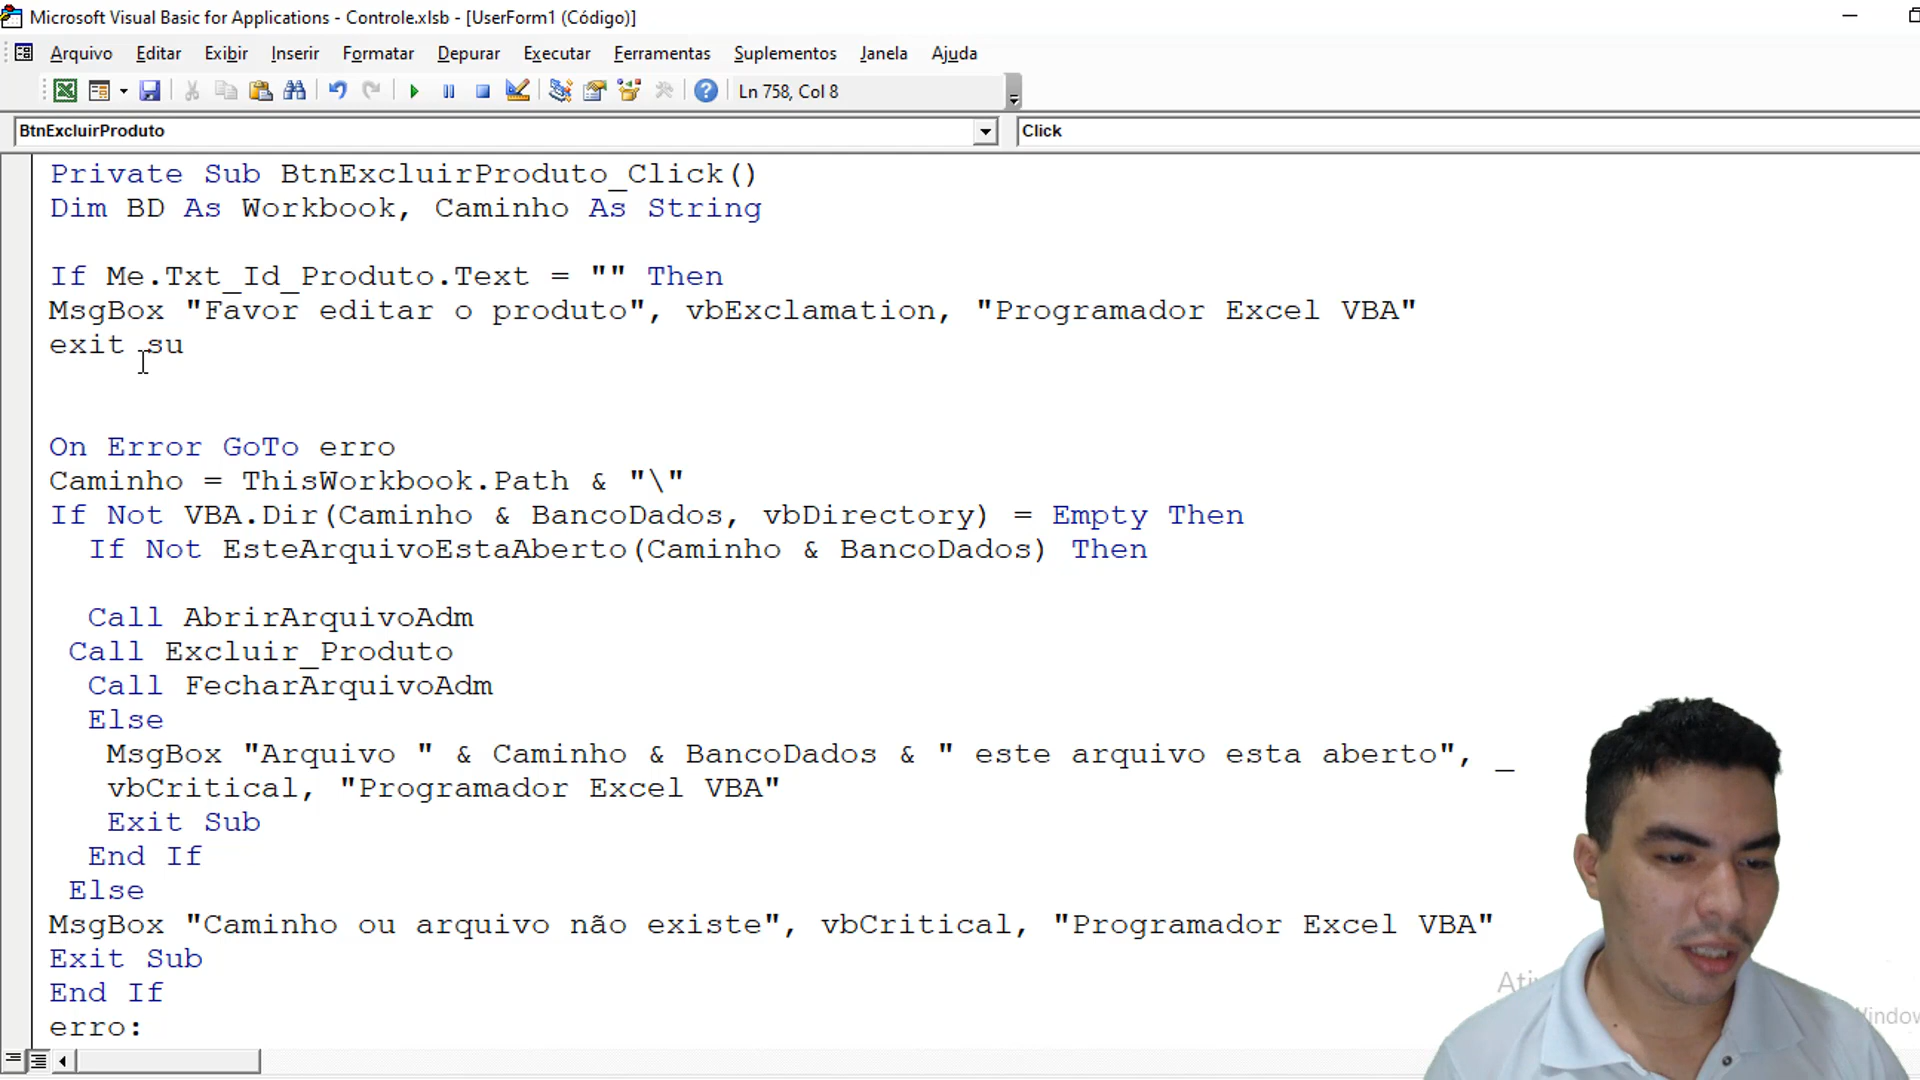 Microsoft Visual Basic for Applications - Controle.xlsb - [UserForm1 (Código)]
Arquivo Editar Exibir Inserir Formatar Depurar Executar Ferramentas Suplementos Janela Ajuda
Ln 758, Col 8
BtnExcluirProduto Click
Private Sub BtnExcluirProduto_Click()
Dim BD As Workbook, Caminho As String
If Me.Txt_Id_Produto.Text = "" Then
MsgBox "Favor editar o produto", vbExclamation, "Programador Excel VBA"
exit su
On Error GoTo erro
Caminho = ThisWorkbook.Path & "\"
If Not VBA.Dir(Caminho & BancoDados, vbDirectory) = Empty Then
If Not EsteArquivoEstaAberto(Caminho & BancoDados) Then
Call AbrirArquivoAdm
Call Excluir_Produto
Call FecharArquivoAdm
Else
MsgBox "Arquivo " & Caminho & BancoDados & " este arquivo esta aberto", _
vbCritical, "Programador Excel VBA"
Exit Sub
End If
Else
MsgBox "Caminho ou arquivo não existe", vbCritical, "Programador Excel VBA"
Exit Sub
End If
erro: